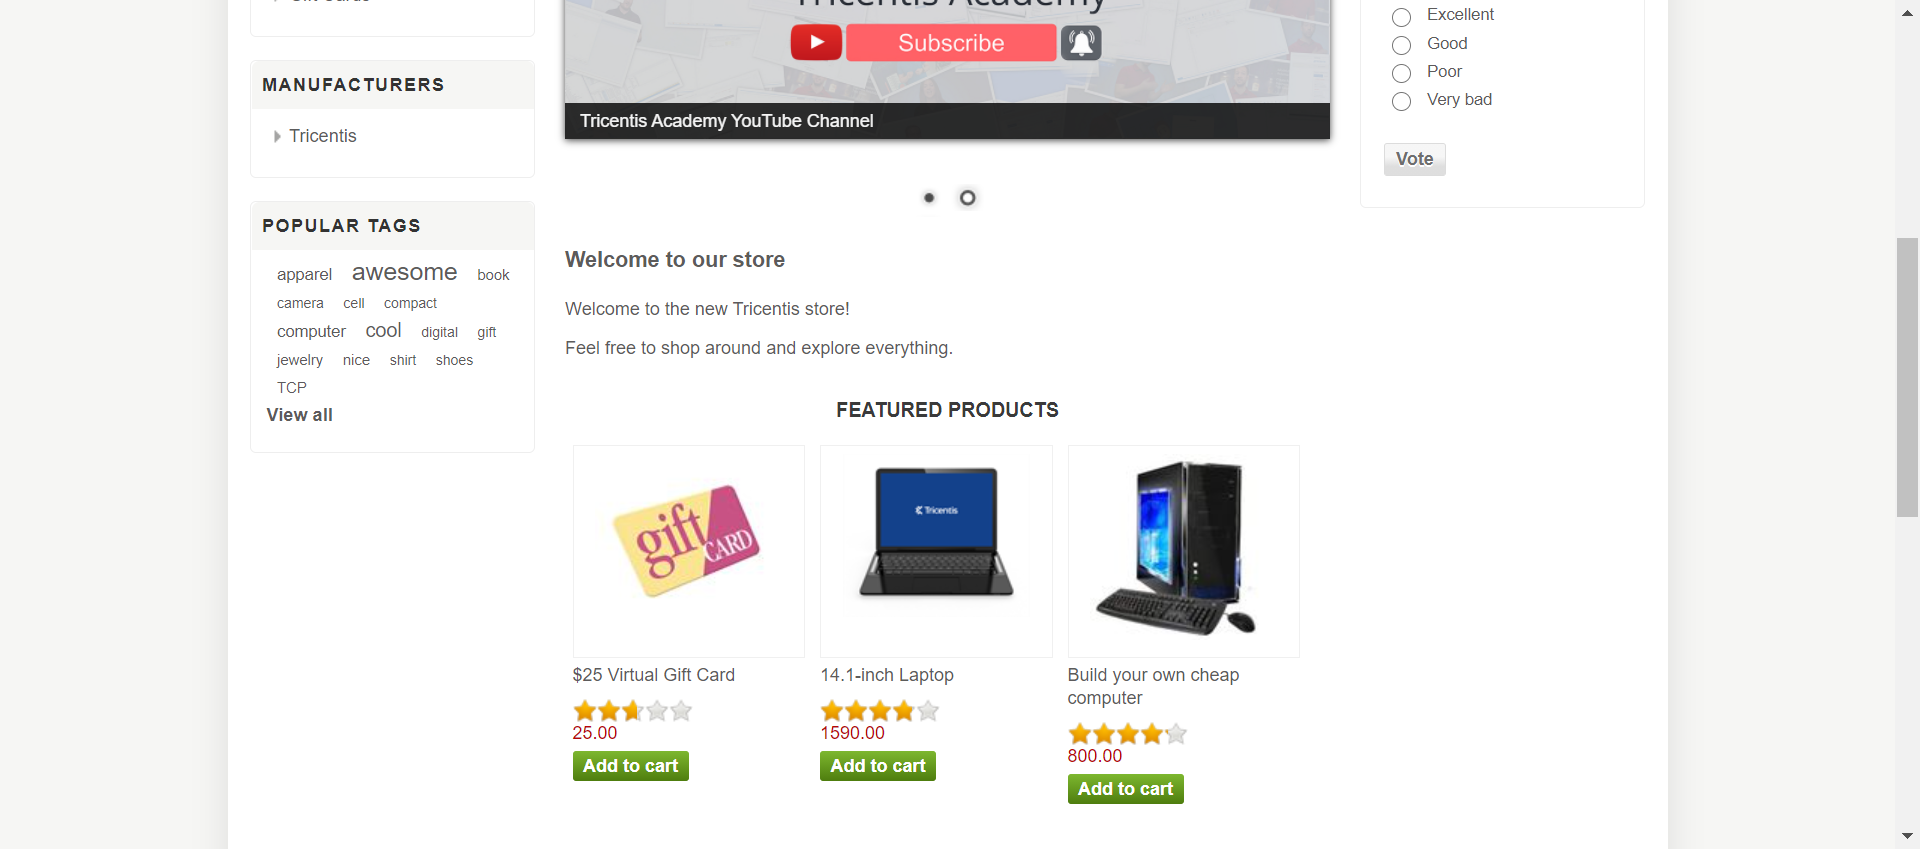 Gift Cards
MANUFACTURERS
Tricentis
POPULAR TAGS
apparel awesome book
camera cell compact
computer cool digital gift
jewelry nice shirt shoes
TCP
View all
Tricentis Academy
Subscribe
Tricentis Academy YouTube Channel
Welcome to our store
Welcome to the new Tricentis store!
Feel free to shop around and explore everything.
FEATURED PRODUCTS
gift CARD
$25 Virtual Gift Card
25.00
Add to cart
Tricentis
14.1-inch Laptop
1590.00
Add to cart
Build your own cheap
computer
800.00
Add to cart
Excellent
Good
Poor
Very bad
Vote